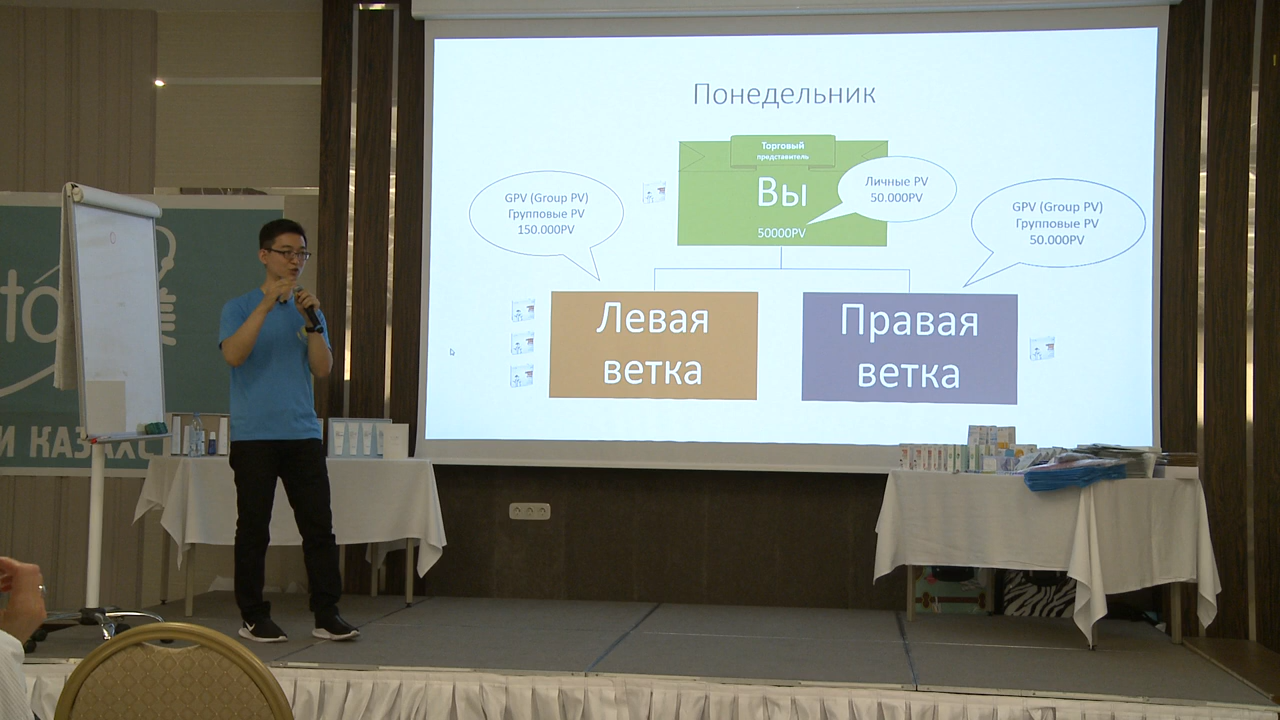 Понедельник
Торговый
представитель
Вы
50000PV
Личные PV
50.000PV
GPV (Group PV)
Групповые PV
150.000PV
GPV (Group PV)
Групповые PV
50.000PV
Левая
ветка
Правая
ветка
И КАЗАХС